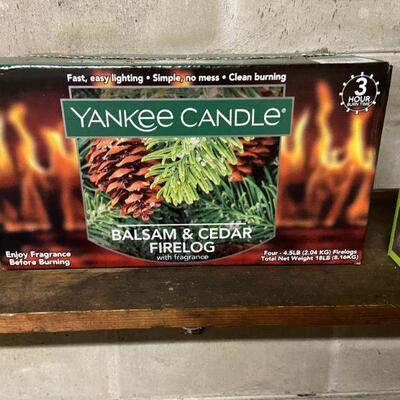 Fast, easy lighting • Simple, no mess • Clean burning
3
HOUR
BURN TIME
YANKEE CANDLE®
BALSAM & CEDAR
FIRELOG
with fragrance
Enjoy Fragrance
Before Burning
Four - 4.5LB (2.04 KG) Firelogs
Total Net Weight 18LB (8.16KG)